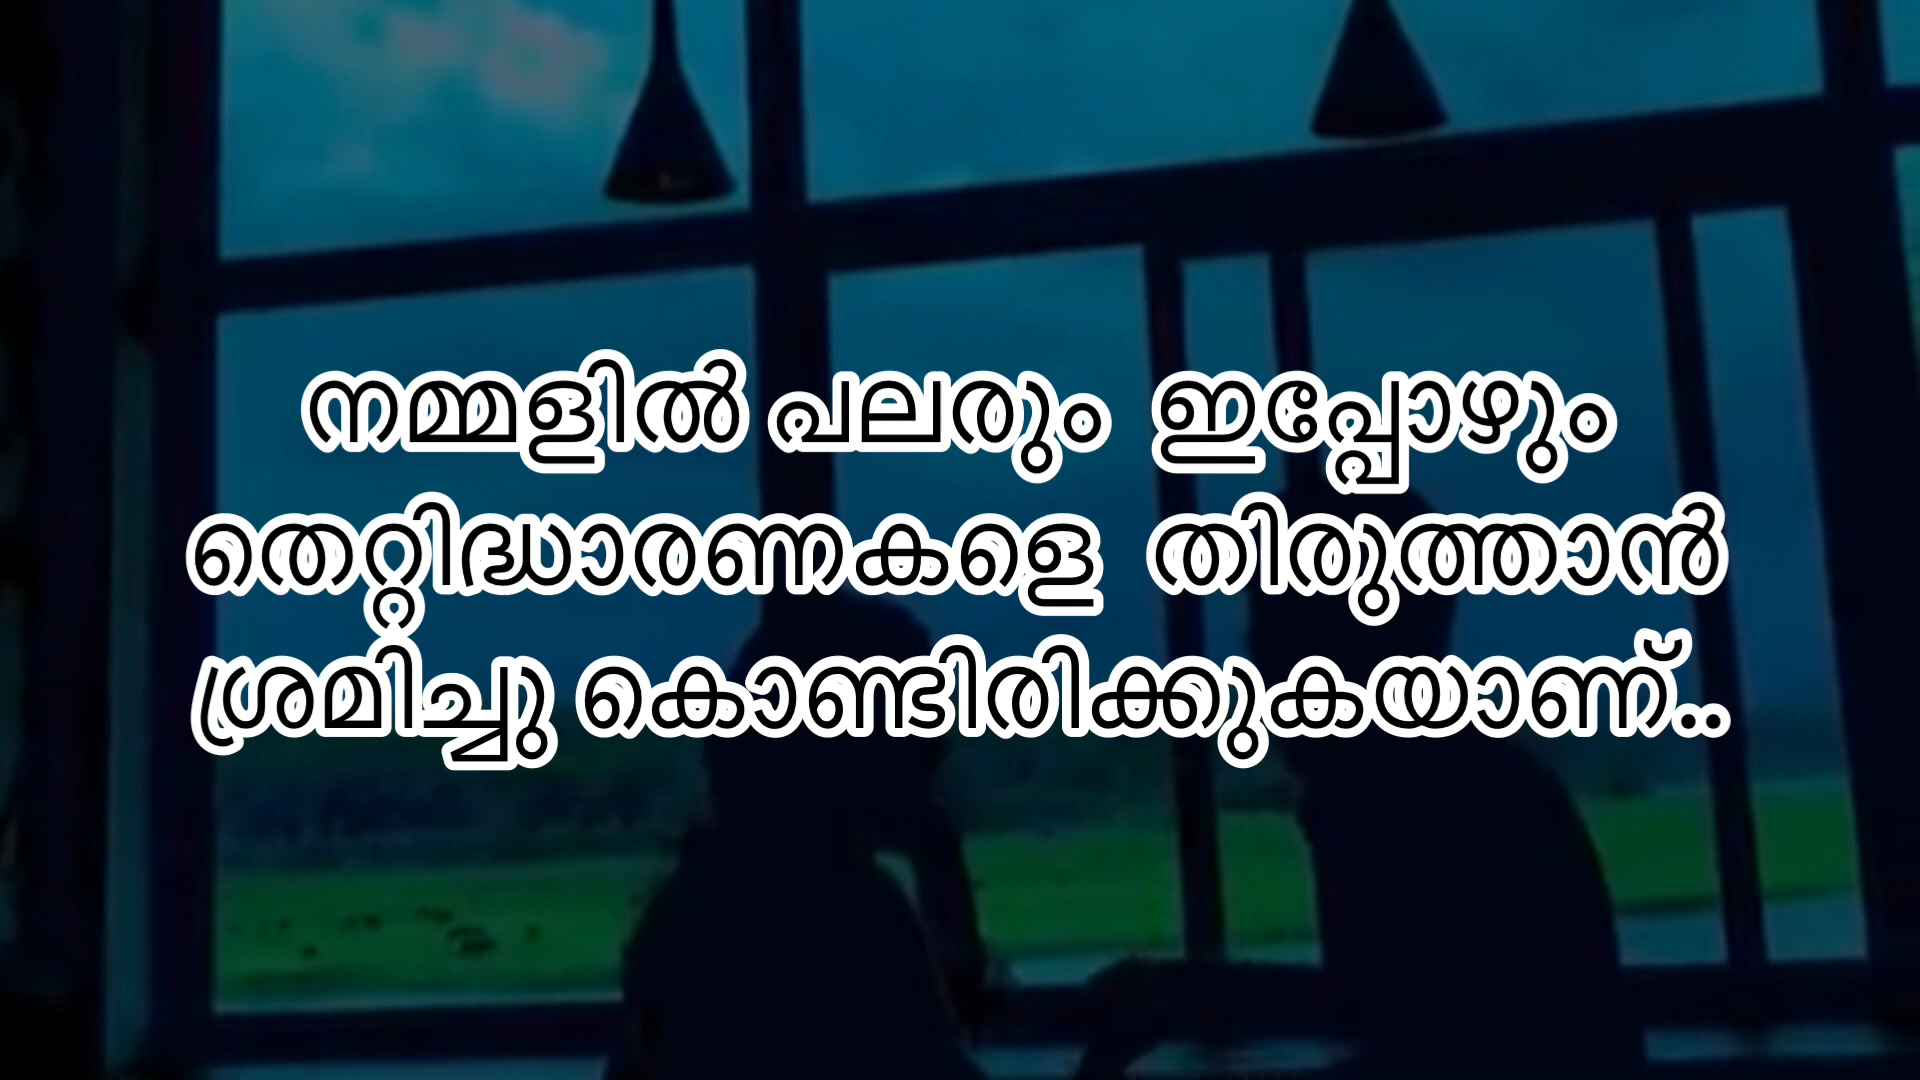 നമ്മളിൽ പലരും ഇപ്പോഴും
തെറ്റിദ്ധാരണകളെ തിരുത്താൻ
ശ്രമിച്ചു കൊണ്ടിരിക്കുകയാണ്..